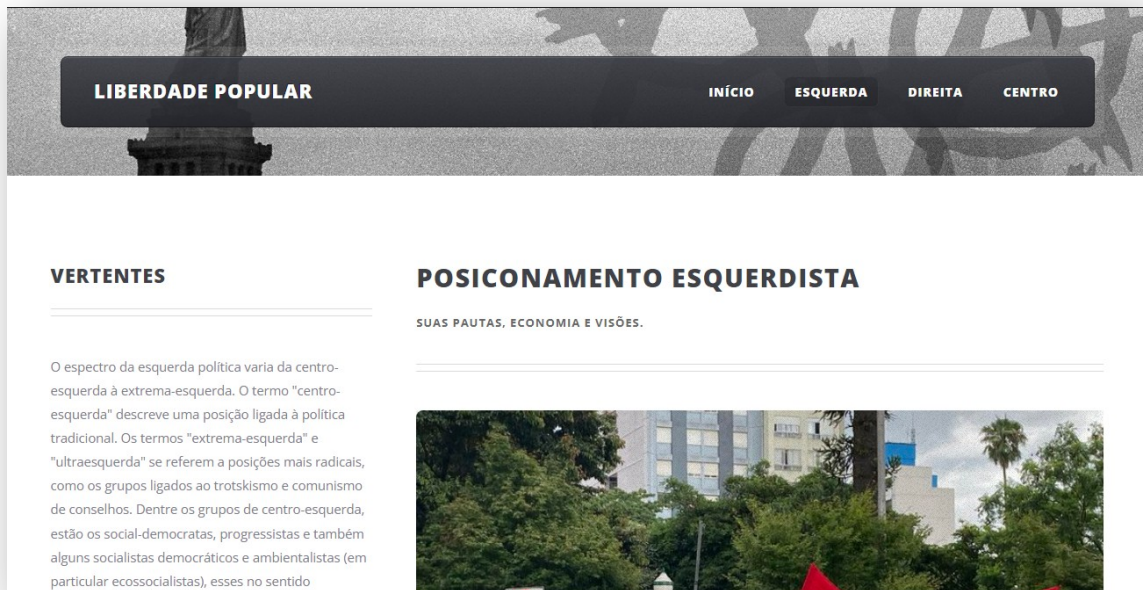 LIBERDADE POPULAR
INÍCIO
ESQUERDA
DIREITA
CENTRO
VERTENTES
O espectro da esquerda política varia da centro-
esquerda à extrema-esquerda. O termo "centro-
esquerda" descreve uma posição ligada à política
tradicional. Os termos "extrema-esquerda" e
"ultraesquerda" se referem a posições mais radicais,
como os grupos ligados ao trotskismo e comunismo
de conselhos. Dentre os grupos de centro-esquerda,
estão os social-democratas, progressistas e também
alguns socialistas democráticos e ambientalistas (em
particular ecossocialistas), esses no sentido
POSICONAMENTO ESQUERDISTA
SUAS PAUTAS, ECONOMIA E VISÕES.